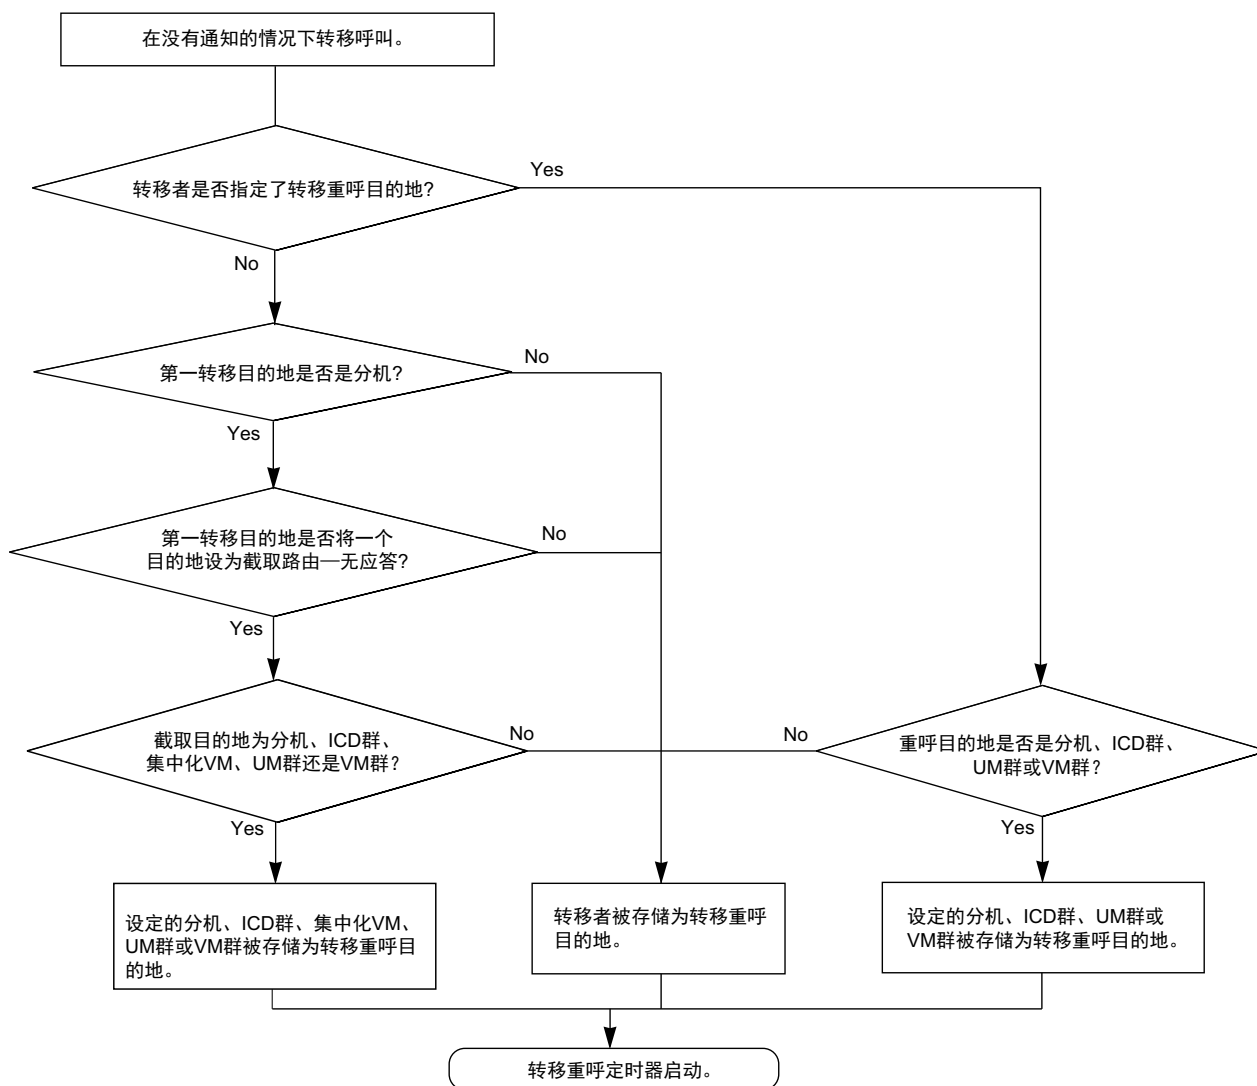 在没有通知的情况下转移呼叫。
转移者是否指定了转移重呼目的地?
Yes
No
第一转移目的地是否是分机?
No
Yes
第一转移目的地是否将一个
目的地设为截取路由—无应答?
No
Yes
截取目的地为分机、ICD群、
集中化VM、UM群还是VM群?
No
No
重呼目的地是否是分机、ICD群、
UM群或VM群?
Yes
Yes
设定的分机、ICD群、集中化VM、
UM群或VM群被存储为转移重呼目
的地。
转移者被存储为转移重呼
目的地。
设定的分机、ICD群、UM群或
VM群被存储为转移重呼目的地。
转移重呼定时器启动。